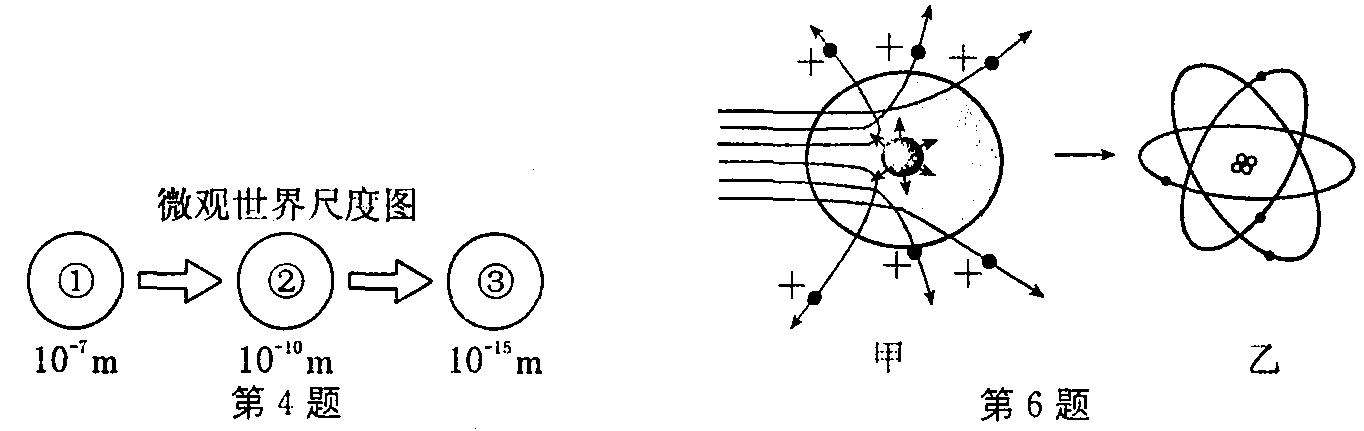 微观世界尺度图
① ② ③
10⁻⁷m 10⁻¹⁰m 10⁻¹⁵m
第4题
+ + +
+ + +
甲 乙
第6题